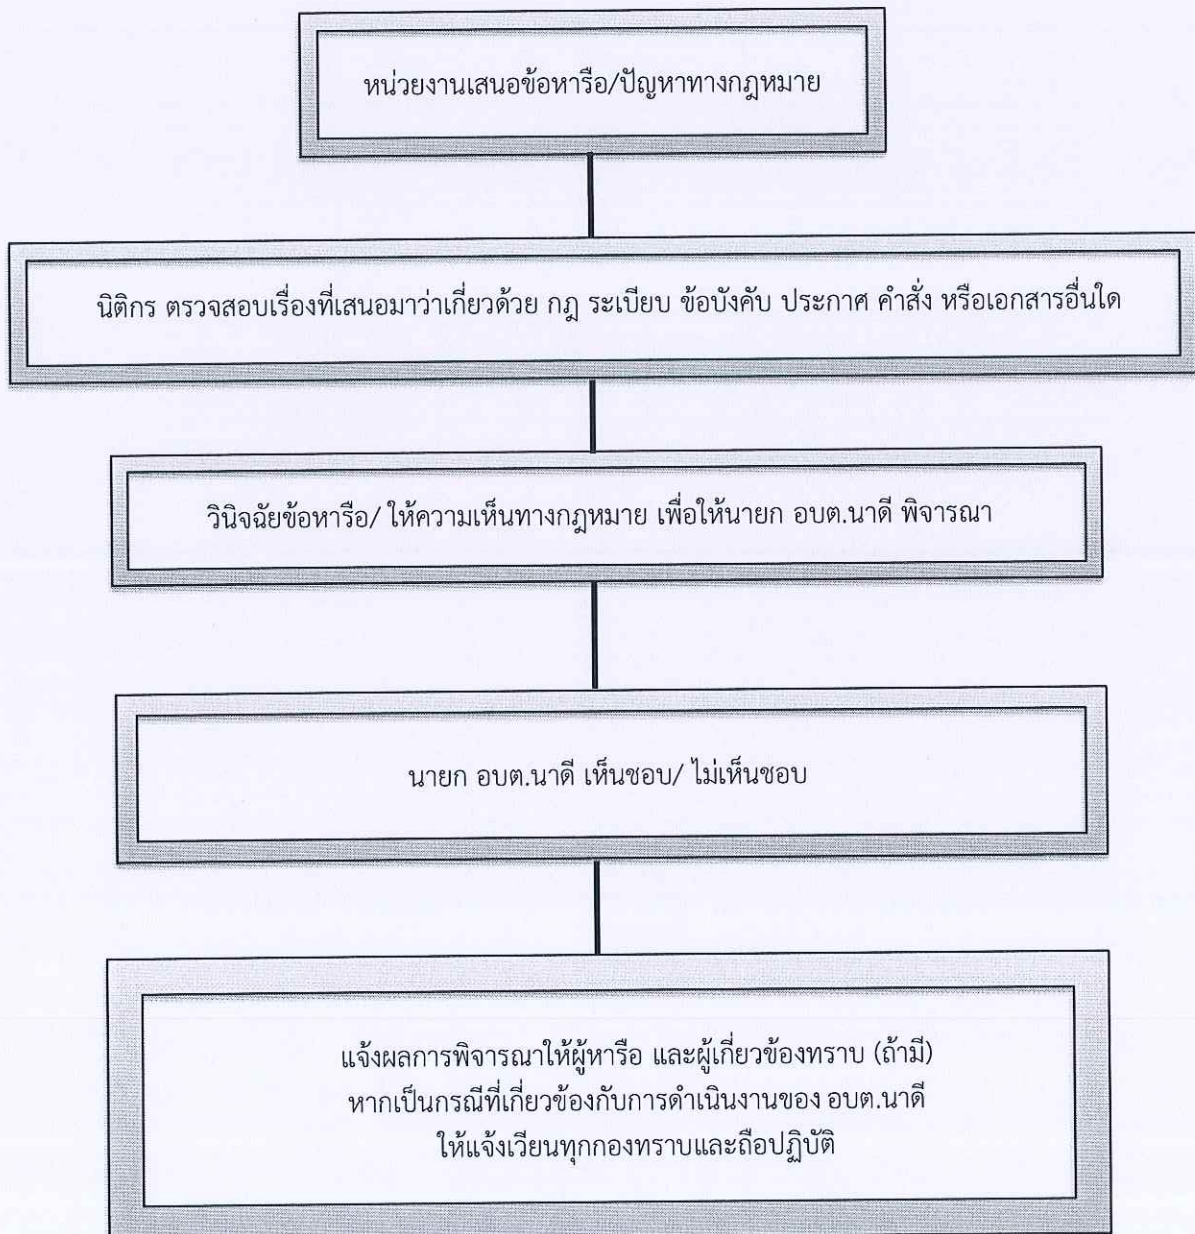 หน่วยงานเสนอข้อหารือ/ปัญหาทางกฎหมาย
นิติกร ตรวจสอบเรื่องที่เสนอมาว่าเกี่ยวด้วย กฎ ระเบียบ ข้อบังคับ ประกาศ คำสั่ง หรือเอกสารอื่นใด
วินิจฉัยข้อหารือ/ ให้ความเห็นทางกฎหมาย เพื่อให้นายก อบต.นาดี พิจารณา
นายก อบต.นาดี เห็นชอบ/ ไม่เห็นชอบ
แจ้งผลการพิจารณาให้ผู้หารือ และผู้เกี่ยวข้องทราบ (ถ้ามี)
หากเป็นกรณีที่เกี่ยวข้องกับการดำเนินงานของ อบต.นาดี
ให้แจ้งเวียนทุกกองทราบและถือปฏิบัติ